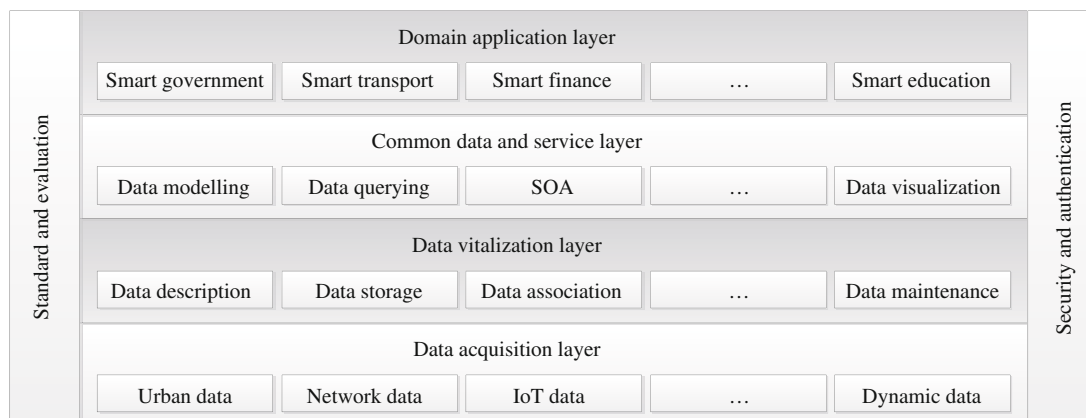 Standard and evaluation
Domain application layer
Smart government
Smart transport
Smart finance
…
Smart education
Common data and service layer
Data modelling
Data querying
SOA
…
Data visualization
Data vitalization layer
Data description
Data storage
Data association
…
Data maintenance
Data acquisition layer
Urban data
Network data
IoT data
…
Dynamic data
Security and authentication